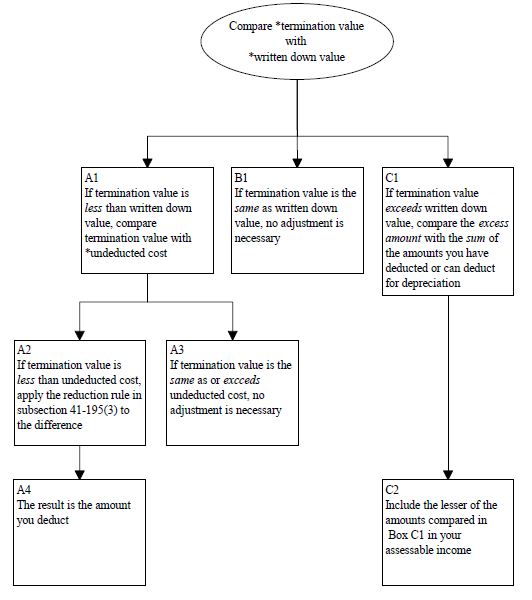 Compare *termination value
with
*written down value
A1
If termination value is
less than written down
value, compare
termination value with
*undeducted cost
B1
If termination value is the
same as written down
value, no adjustment is
necessary
C1
If termination value
exceeds written down
value, compare the excess
amount with the sum of
the amounts you have
deducted or can deduct
for depreciation
A2
If termination value is
less than undeducted cost,
apply the reduction rule in
subsection 41-195(3) to
the difference
A3
If termination value is the
same as or exceeds
undeducted cost, no
adjustment is necessary
A4
The result is the amount
you deduct
C2
Include the lesser of the
amounts compared in
Box C1 in your
assessable income